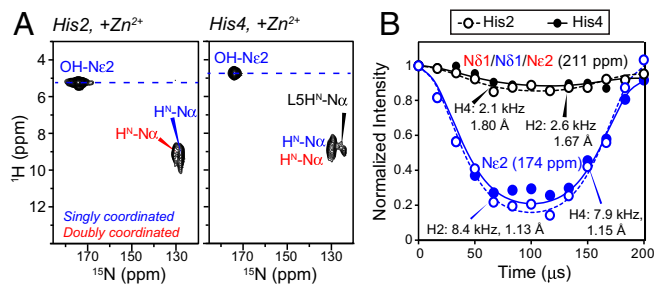 A
His2, +Zn²⁺
His4, +Zn²⁺
4
6
8
10
12
¹H (ppm)
OH-Nε2
Hᴺ-Nα
Hᴺ-Nα
Singly coordinated
Doubly coordinated
L5Hᴺ-Nα
Hᴺ-Nα
Hᴺ-Nα
170 150 130
170 150 130
¹⁵N (ppm)
¹⁵N (ppm)
B
His2 His4
Normalized Intensity
1
0.8
0.6
0.4
0.2
0
Nδ1/Nδ1/Nε2 (211 ppm)
H4: 2.1 kHz
1.80 Å
H2: 2.6 kHz
1.67 Å
Nε2 (174 ppm)
H2: 8.4 kHz, 1.13 Å
H4: 7.9 kHz,
1.15 Å
0 50 100 150 200
Time (μs)